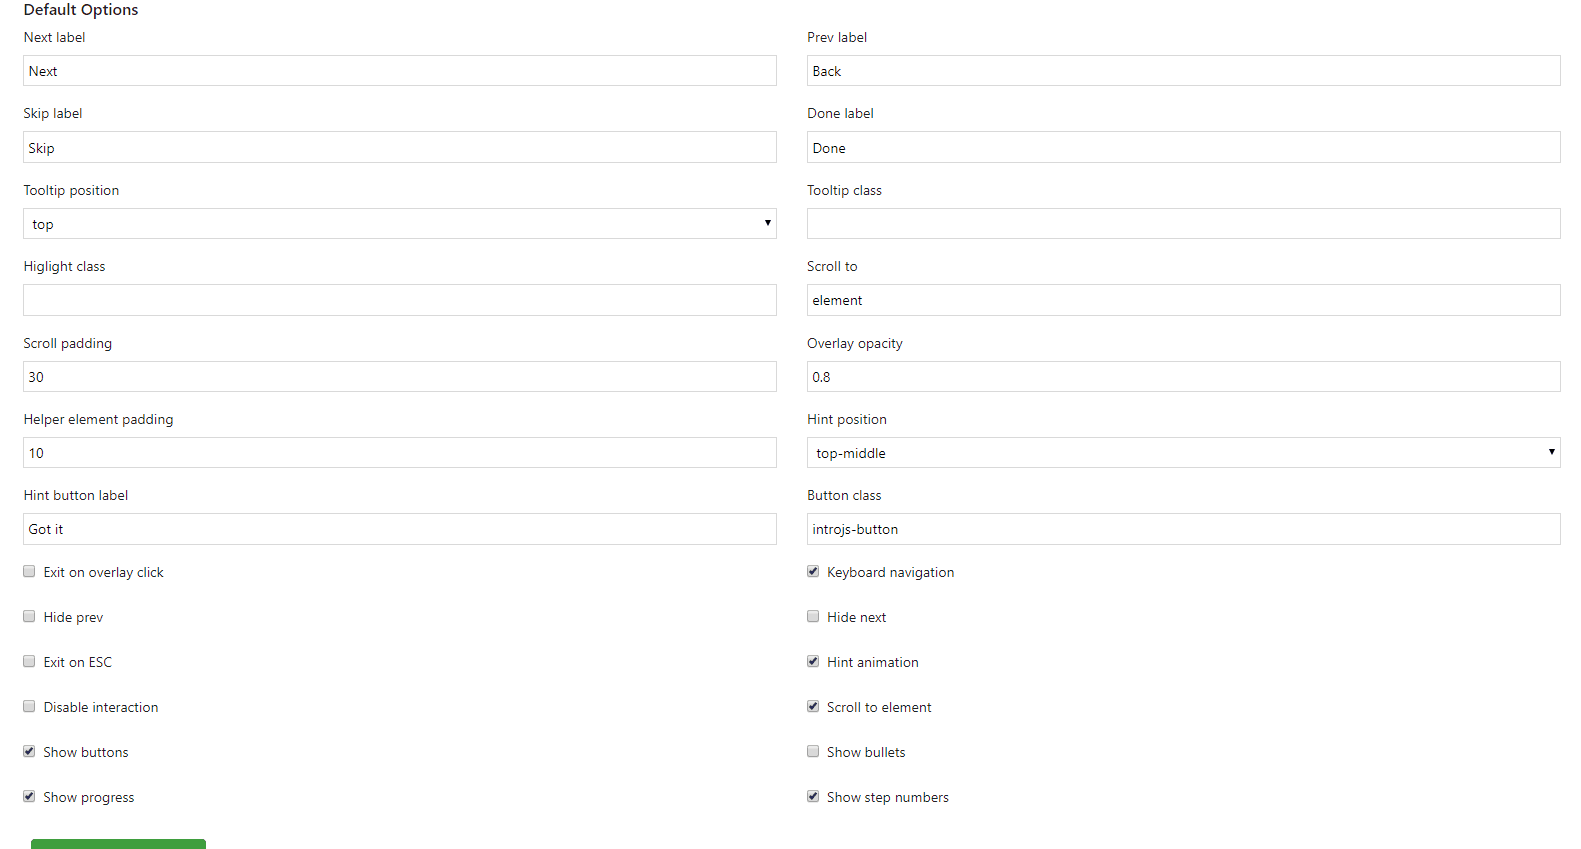 Default Options
Next label
Prev label
Next
Back
Skip label
Done label
Skip
Done
Tooltip position
Tooltip class
top
Higlight class
Scroll to
element
Scroll padding
Overlay opacity
30
0.8
Helper element padding
Hint position
10
top-middle
Hint button label
Button class
Got it
introjs-button
Exit on overlay click
Keyboard navigation
Hide prev
Hide next
Exit on ESC
Hint animation
Disable interaction
Scroll to element
Show buttons
Show bullets
Show progress
Show step numbers